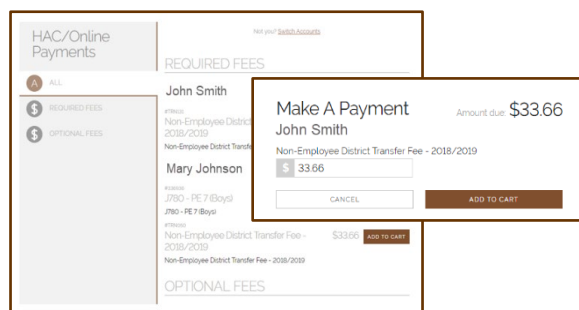 HAC/Online
Payments
A ALL
$ REQUIRED FEES
$ OPTIONAL FEES
Not you? Switch Accounts
REQUIRED FEES
John Smith
Non-Employee District
2018/2019
Non-Employee District Transfer
Mary Johnson
J780 - PE 7 (Boys)
J780 - PE 7 (Boys)
Non-Employee District Transfer Fee -
2018/2019
$33.66 ADD TO CART
Non-Employee District Transfer Fee - 2018/2019
OPTIONAL FEES
Make A Payment
Amount due: $33.66
John Smith
Non-Employee District Transfer Fee - 2018/2019
$ 33.66
CANCEL
ADD TO CART